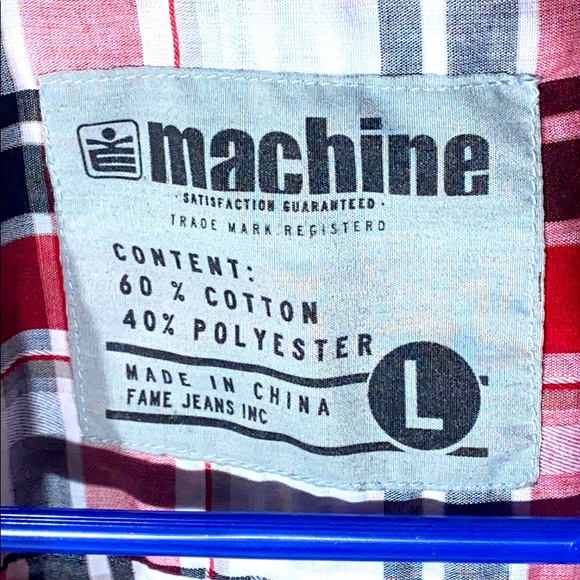 machine
· SATISFACTION GUARANTEED ·
TRADE MARK REGISTERD
CONTENT:
60 % COTTON
40% POLYESTER
MADE IN CHINA
FAME JEANS INC
L